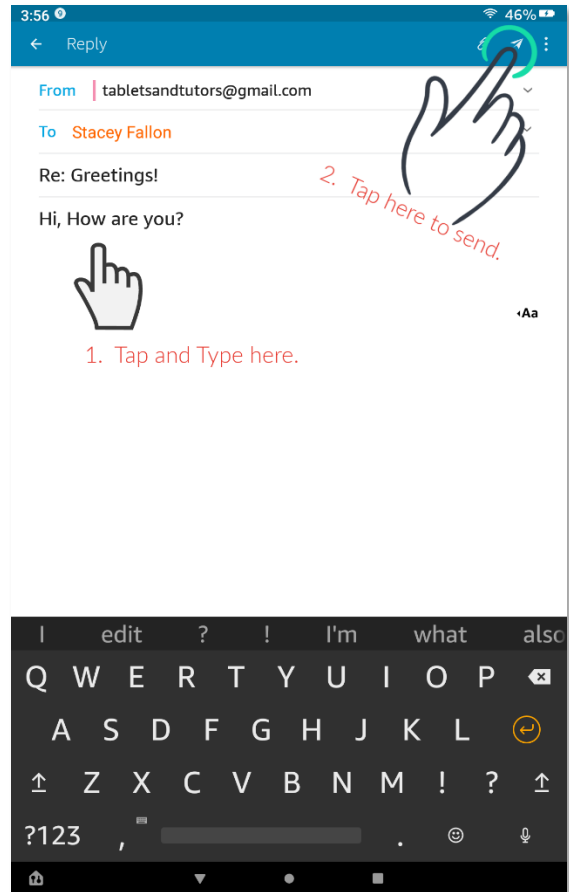 3:56 46%
Reply
From tabletsandtutors@gmail.com
To Stacey Fallon
Re: Greetings!
2. Tap here to send.
Hi, How are you?
Aa
1. Tap and Type here.
I edit ? ! I'm what also
Q W E R T Y U I O P
A S D F G H J K L
Z X C V B N M ! ?
?123 , .